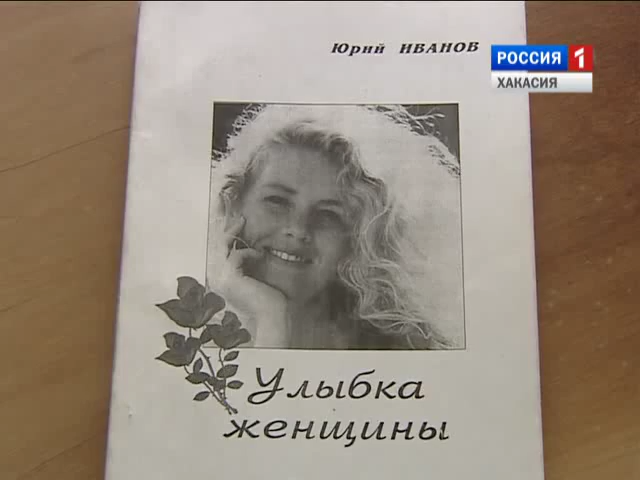 Юрий ИВАНОВ
РОССИЯ 1
ХАКАСИЯ
Улыбка
женщины